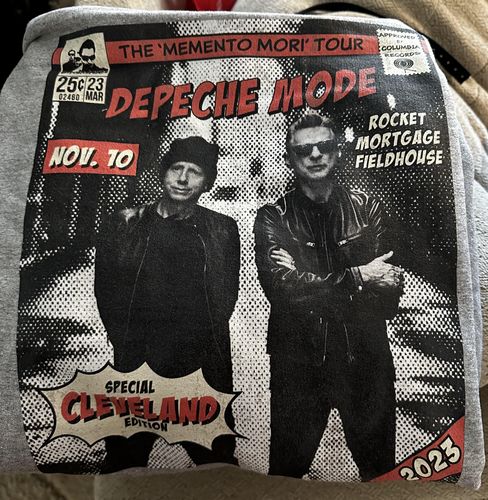 THE 'MEMENTO MORI' TOUR
APPROVED
BY
COLUMBIA
RECORDS
25¢ 23
02480 MAR
DEPECHE MODE
NOV. 10
ROCKET
MORTGAGE
FIELDHOUSE
SPECIAL
CLEVELAND
EDITION
2023